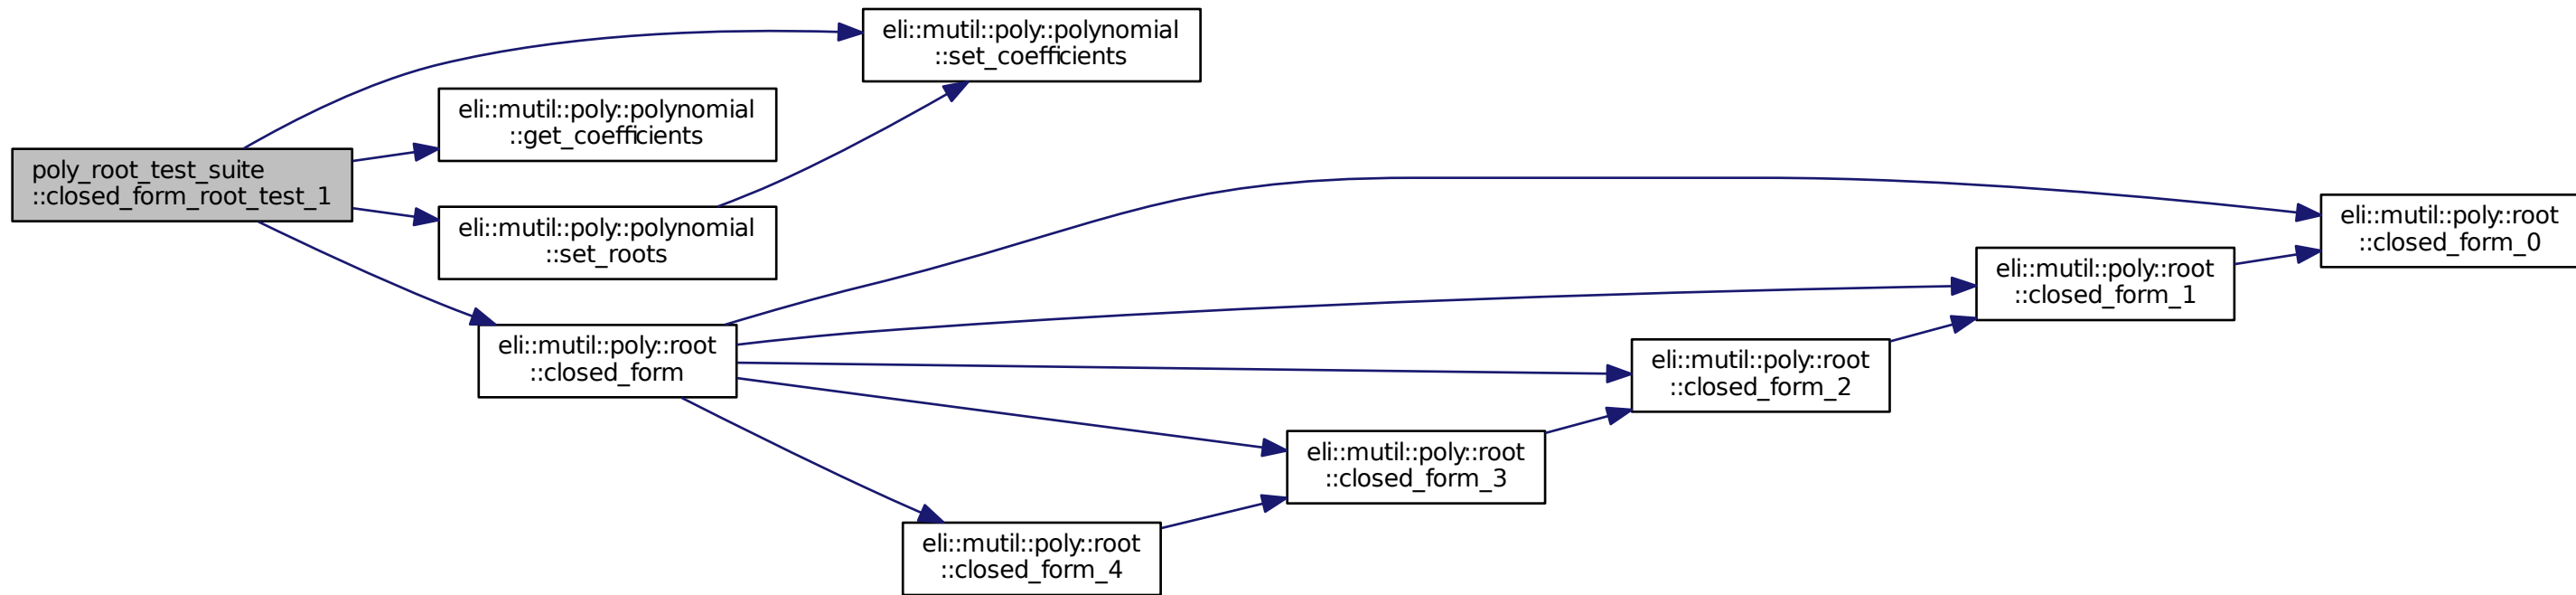 poly_root_test_suite
::closed_form_root_test_1
eli::mutil::poly::polynomial
::set_coefficients
eli::mutil::poly::polynomial
::get_coefficients
eli::mutil::poly::polynomial
::set_roots
eli::mutil::poly::root
::closed_form
eli::mutil::poly::root
::closed_form_0
eli::mutil::poly::root
::closed_form_1
eli::mutil::poly::root
::closed_form_2
eli::mutil::poly::root
::closed_form_3
eli::mutil::poly::root
::closed_form_4